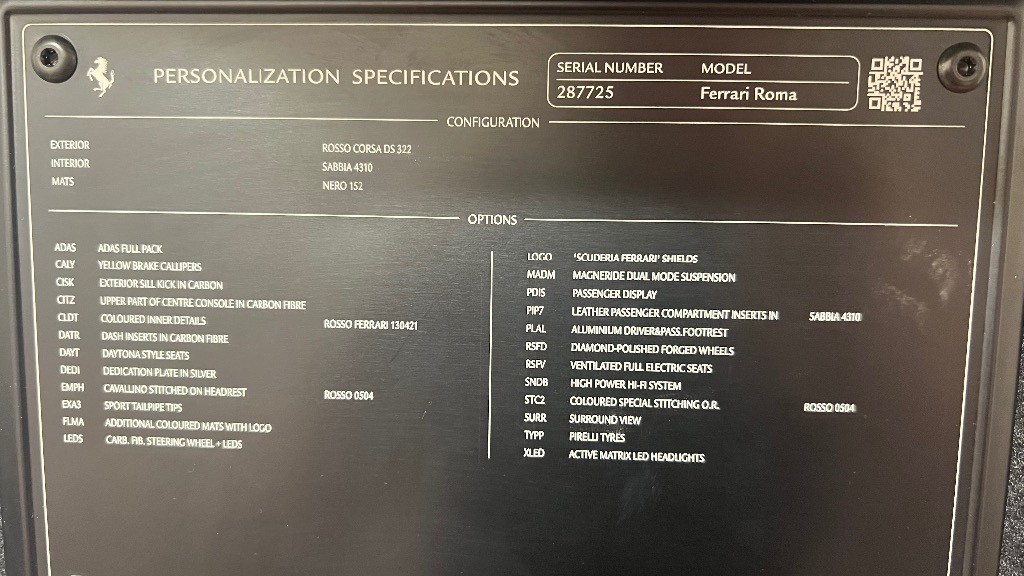 PERSONALIZATION SPECIFICATIONS
SERIAL NUMBER MODEL
287725 Ferrari Roma
CONFIGURATION
EXTERIOR ROSSO CORSA DS 322
INTERIOR SABBIA 4310
MATS NERO 152
OPTIONS
ADAS ADAS FULL PACK
CALY YELLOW BRAKE CALLIPERS
CISK EXTERIOR SILL KICK IN CARBON
CITZ UPPER PART OF CENTRE CONSOLE IN CARBON FIBRE
CLDT COLOURED INNER DETAILS ROSSO FERRARI 130421
DATR DASH INSERTS IN CARBON FIBRE
DAYT DAYTONA STYLE SEATS
DEDI DEDICATION PLATE IN SILVER
EMPH CAVALLINO STITCHED ON HEADREST ROSSO 0504
EXA3 SPORT TAILPIPE TIPS
FLMA ADDITIONAL COLOURED MATS WITH LOGO
LEDS CARB. FIB. STEERING WHEEL + LEDS
LOGO 'SCUDERIA FERRARI' SHIELDS
MADM MAGNERIDE DUAL MODE SUSPENSION
PDIS PASSENGER DISPLAY
PIP7 LEATHER PASSENGER COMPARTMENT INSERTS IN SABBIA 4310
PLAL ALUMINIUM DRIVER&PASS.FOOTREST
RSFD DIAMOND-POLISHED FORGED WHEELS
RSPV VENTILATED FULL ELECTRIC SEATS
SNDB HIGH POWER HI-FI SYSTEM
STC2 COLOURED SPECIAL STITCHING O.R. ROSSO 0504
SURR SURROUND VIEW
TYPP PIRELLI TYRES
XLED ACTIVE MATRIX LED HEADLIGHTS